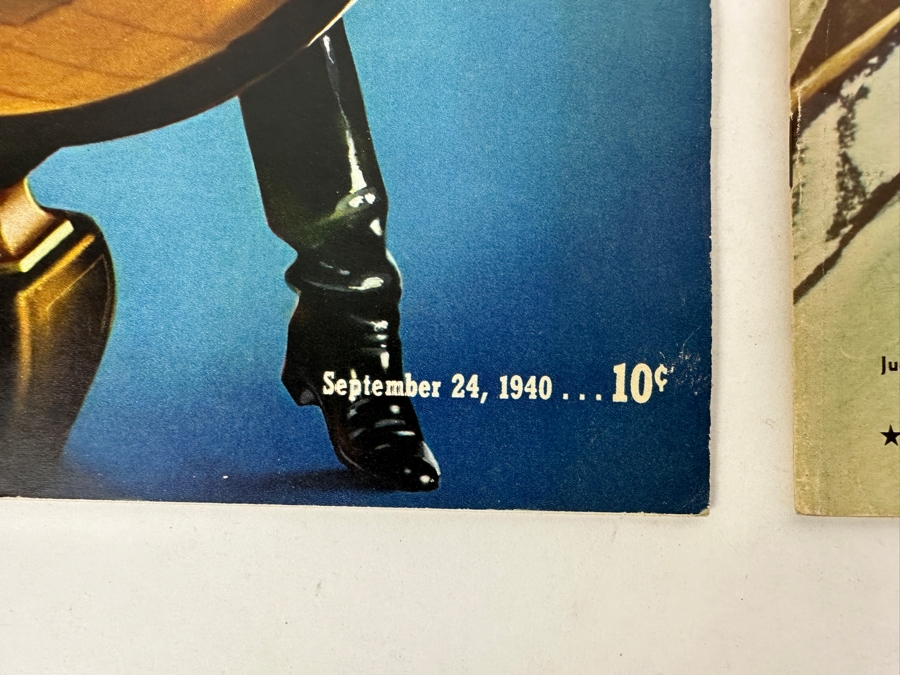 September 24, 1940 . . . 10¢
★